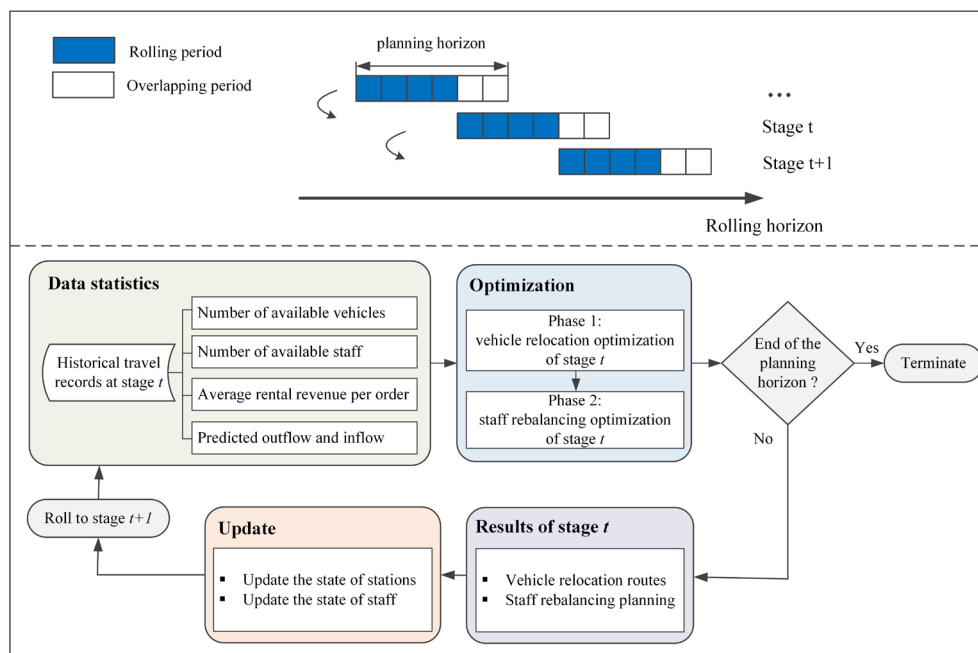 planning horizon
Rolling period
Overlapping period
...
Stage t
Stage t+1
Rolling horizon
Data statistics
Historical travel
records at stage t
Number of available vehicles
Number of available staff
Average rental revenue per order
Predicted outflow and inflow
Optimization
Phase 1:
vehicle relocation optimization
of stage t
Phase 2:
staff rebalancing optimization
of stage t
End of the
planning
horizon ?
Yes
Terminate
No
Results of stage t
▪ Vehicle relocation routes
▪ Staff rebalancing planning
Update
▪ Update the state of stations
▪ Update the state of staff
Roll to stage t+1